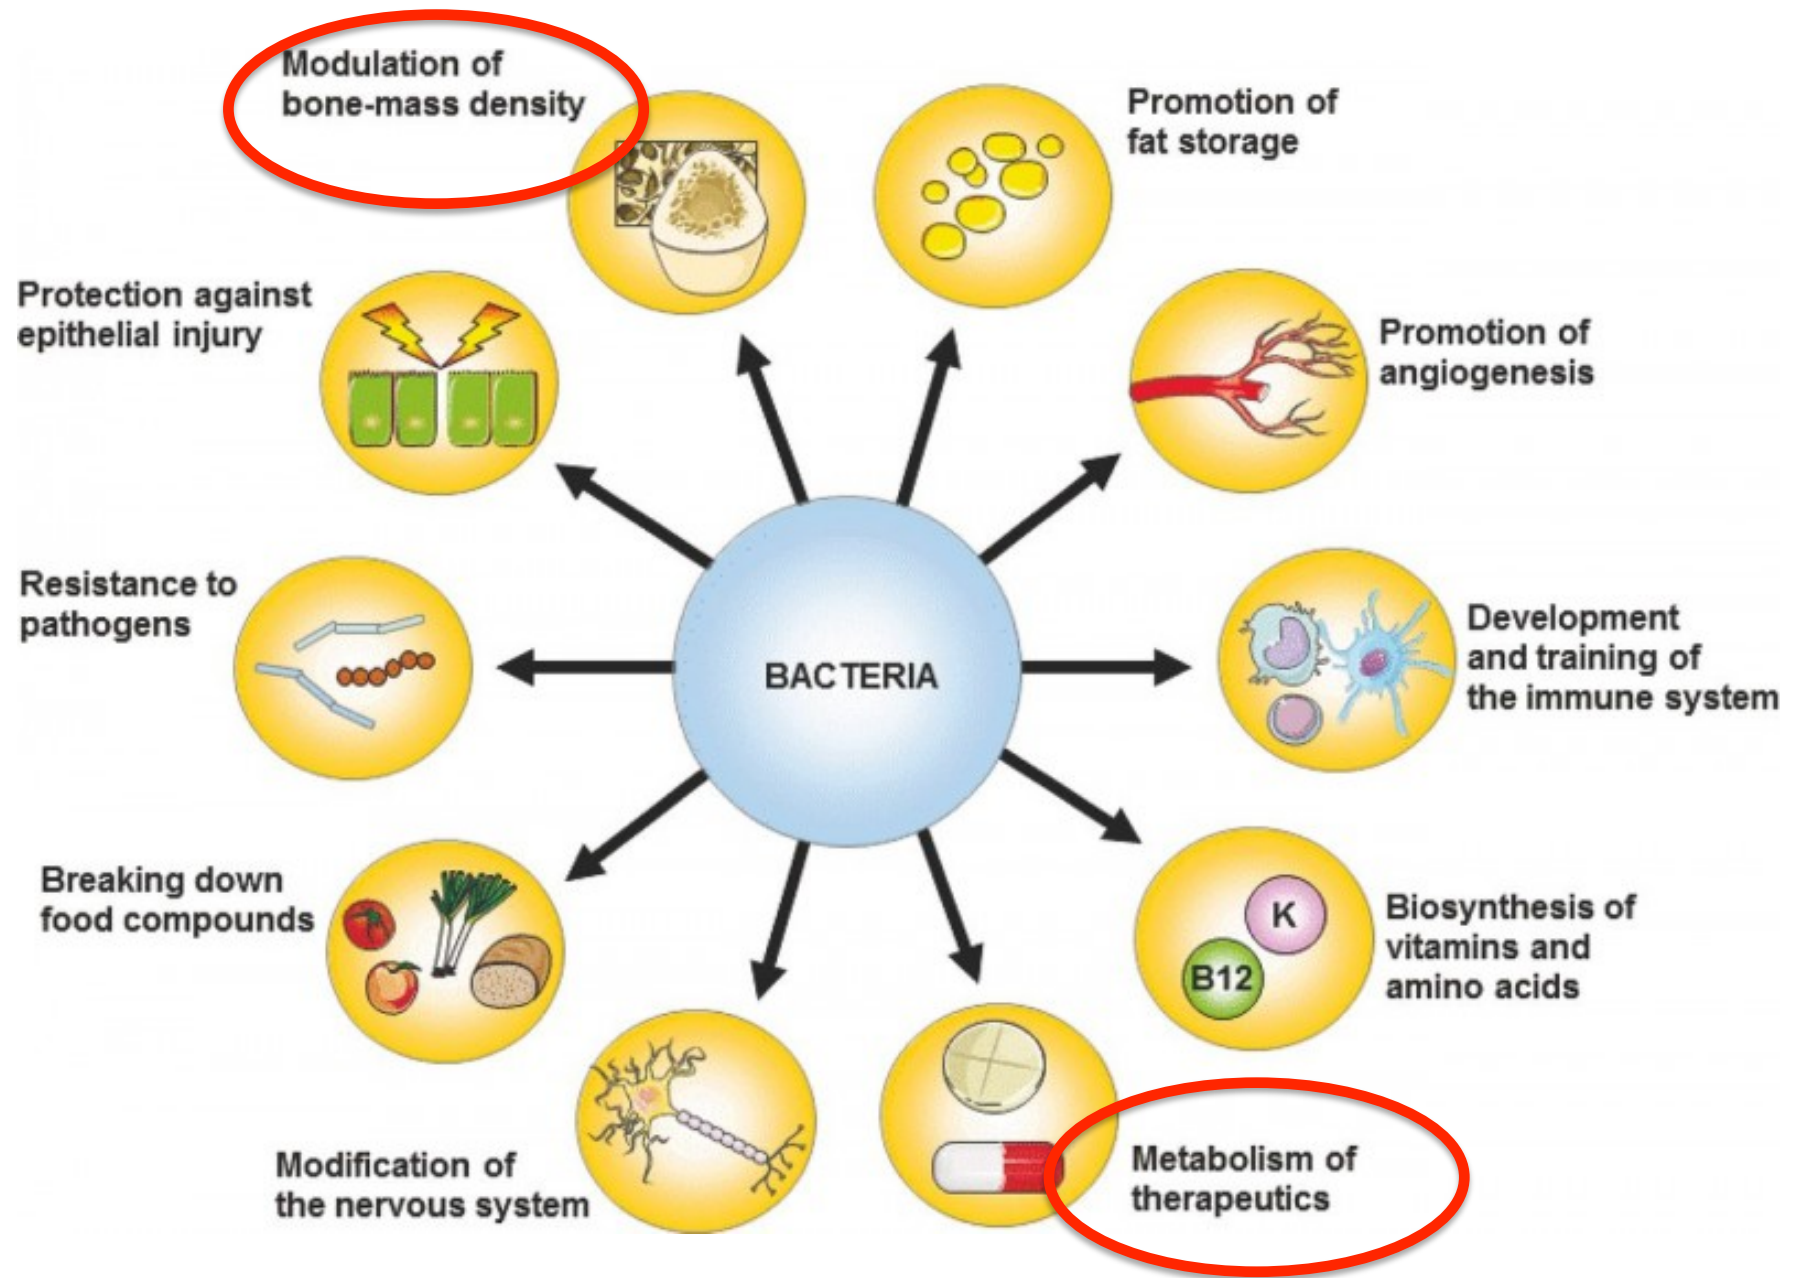 Modulation of
bone-mass density
Promotion of
fat storage
Protection against
epithelial injury
Promotion of
angiogenesis
Resistance to
pathogens
BACTERIA
Development
and training of
the immune system
Breaking down
food compounds
K
B12
Biosynthesis of
vitamins and
amino acids
Modification of
the nervous system
Metabolism of
therapeutics